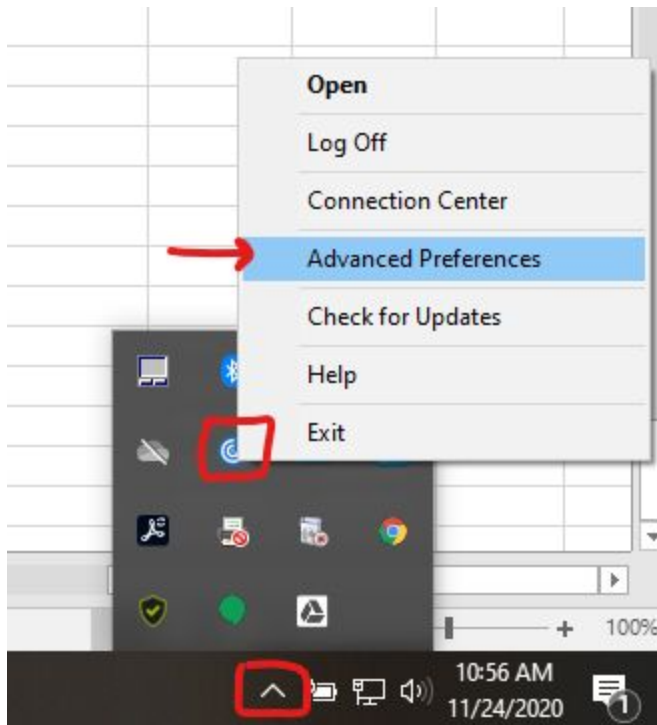 Open
Log Off
Connection Center
Advanced Preferences
Check for Updates
Help
Exit
100%
10:56 AM
11/24/2020
1